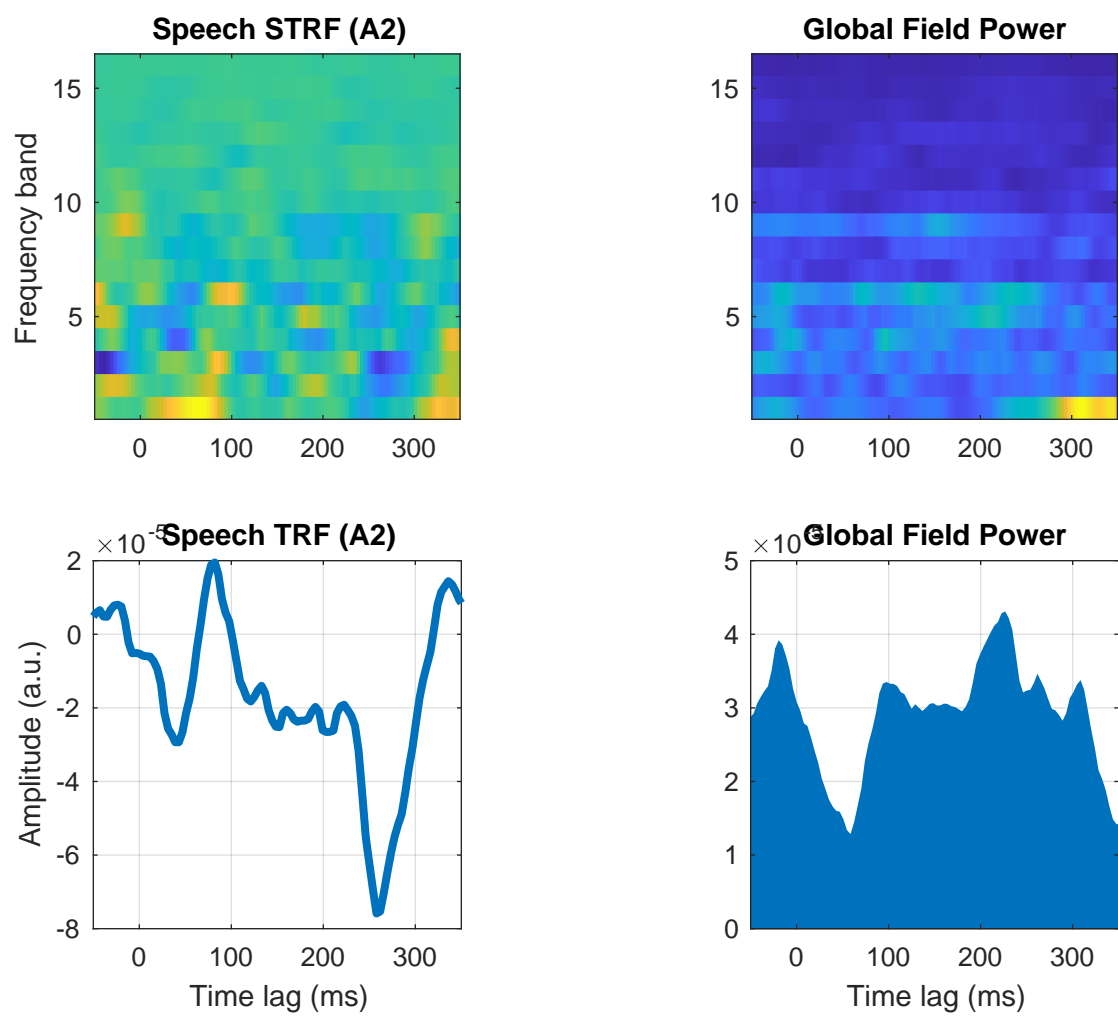 Speech STRF (A2)
Frequency band
15
10
5
0 100 200 300
Global Field Power
15
10
5
0 100 200 300
Speech TRF (A2)
×10-5
Amplitude (a.u.)
2
0
-2
-4
-6
-8
0 100 200 300
Time lag (ms)
Global Field Power
×10-5
5
4
3
2
1
0
0 100 200 300
Time lag (ms)